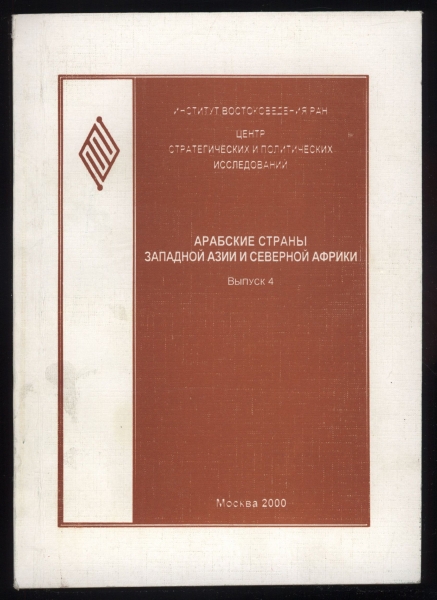 ИНСТИТУТ ВОСТОКОВЕДЕНИЯ РАН
ЦЕНТР
СТРАТЕГИЧЕСКИХ И ПОЛИТИЧЕСКИХ
ИССЛЕДОВАНИЙ
АРАБСКИЕ СТРАНЫ
ЗАПАДНОЙ АЗИИ И СЕВЕРНОЙ АФРИКИ
Выпуск 4
Москва 2000